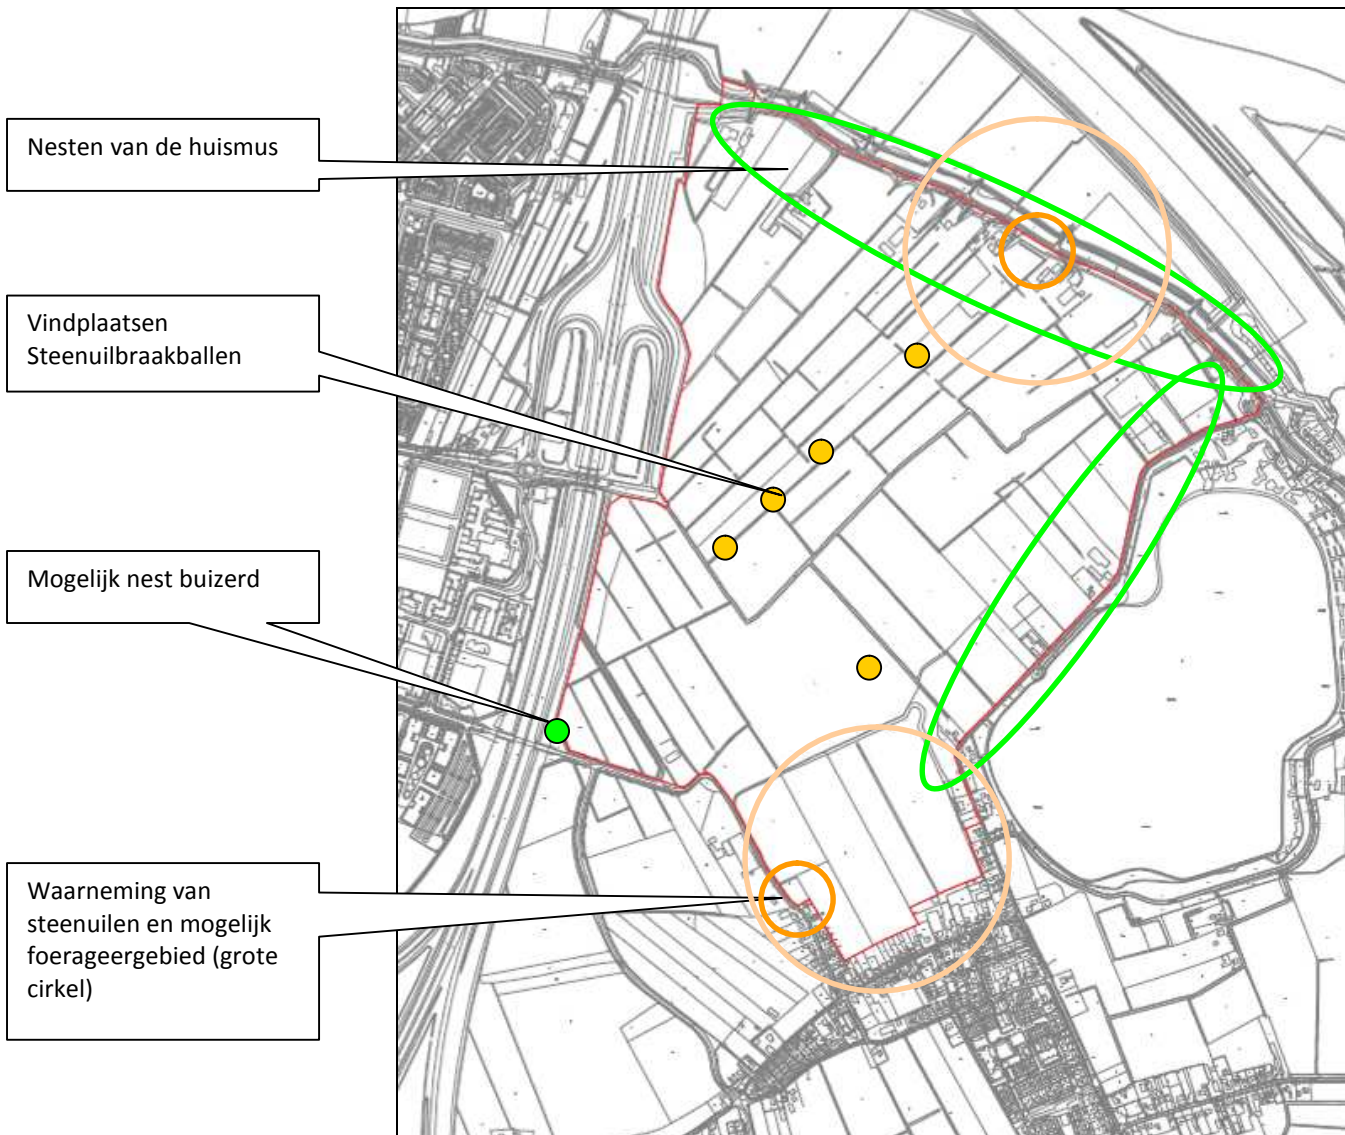 Nesten van de huismus
Vindplaatsen
Steenuilbraakballen
Mogelijk nest buizerd
Waarneming van
steenuilen en mogelijk
foerageergebied (grote
cirkel)